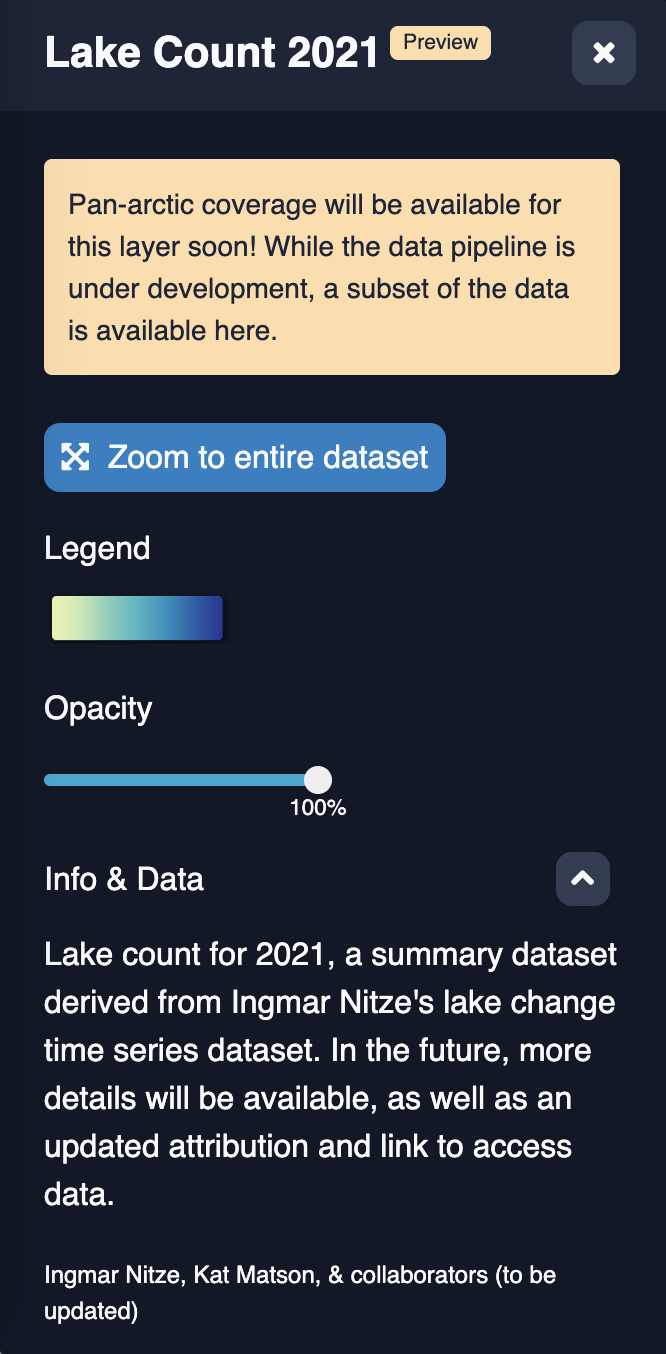 Lake Count 2021 Preview
Pan-arctic coverage will be available for
this layer soon! While the data pipeline is
under development, a subset of the data
is available here.
Zoom to entire dataset
Legend
Opacity
100%
Info & Data
Lake count for 2021, a summary dataset
derived from Ingmar Nitze's lake change
time series dataset. In the future, more
details will be available, as well as an
updated attribution and link to access
data.
Ingmar Nitze, Kat Matson, & collaborators (to be
updated)